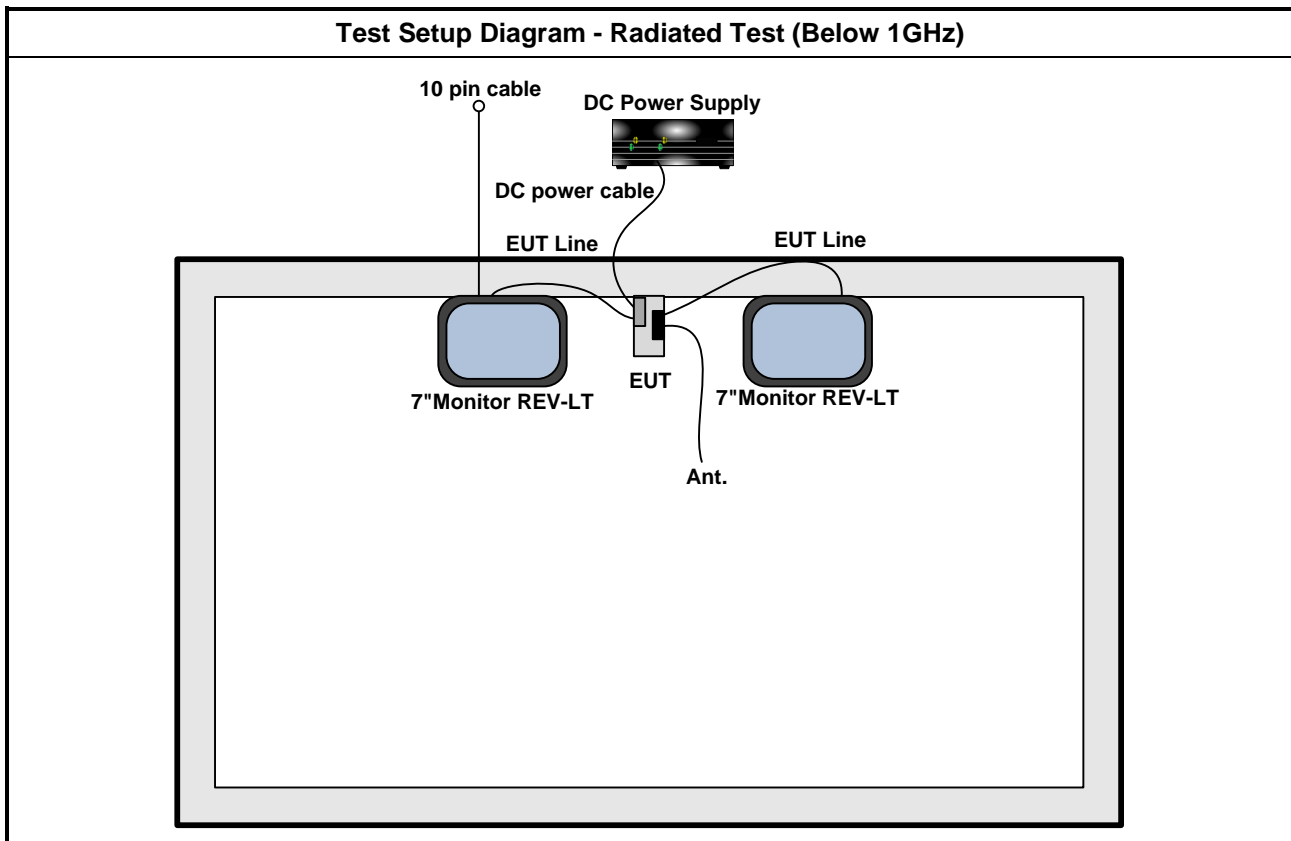 Test Setup Diagram - Radiated Test (Below 1GHz)
10 pin cable
DC Power Supply
DC power cable
EUT Line
EUT Line
EUT
7"Monitor REV-LT
7"Monitor REV-LT
Ant.